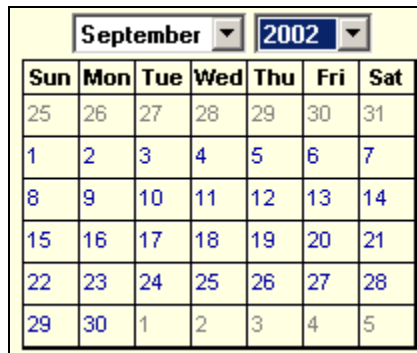 September 2002
Sun Mon Tue Wed Thu Fri Sat
25 26 27 28 29 30 31
1 2 3 4 5 6 7
8 9 10 11 12 13 14
15 16 17 18 19 20 21
22 23 24 25 26 27 28
29 30 1 2 3 4 5